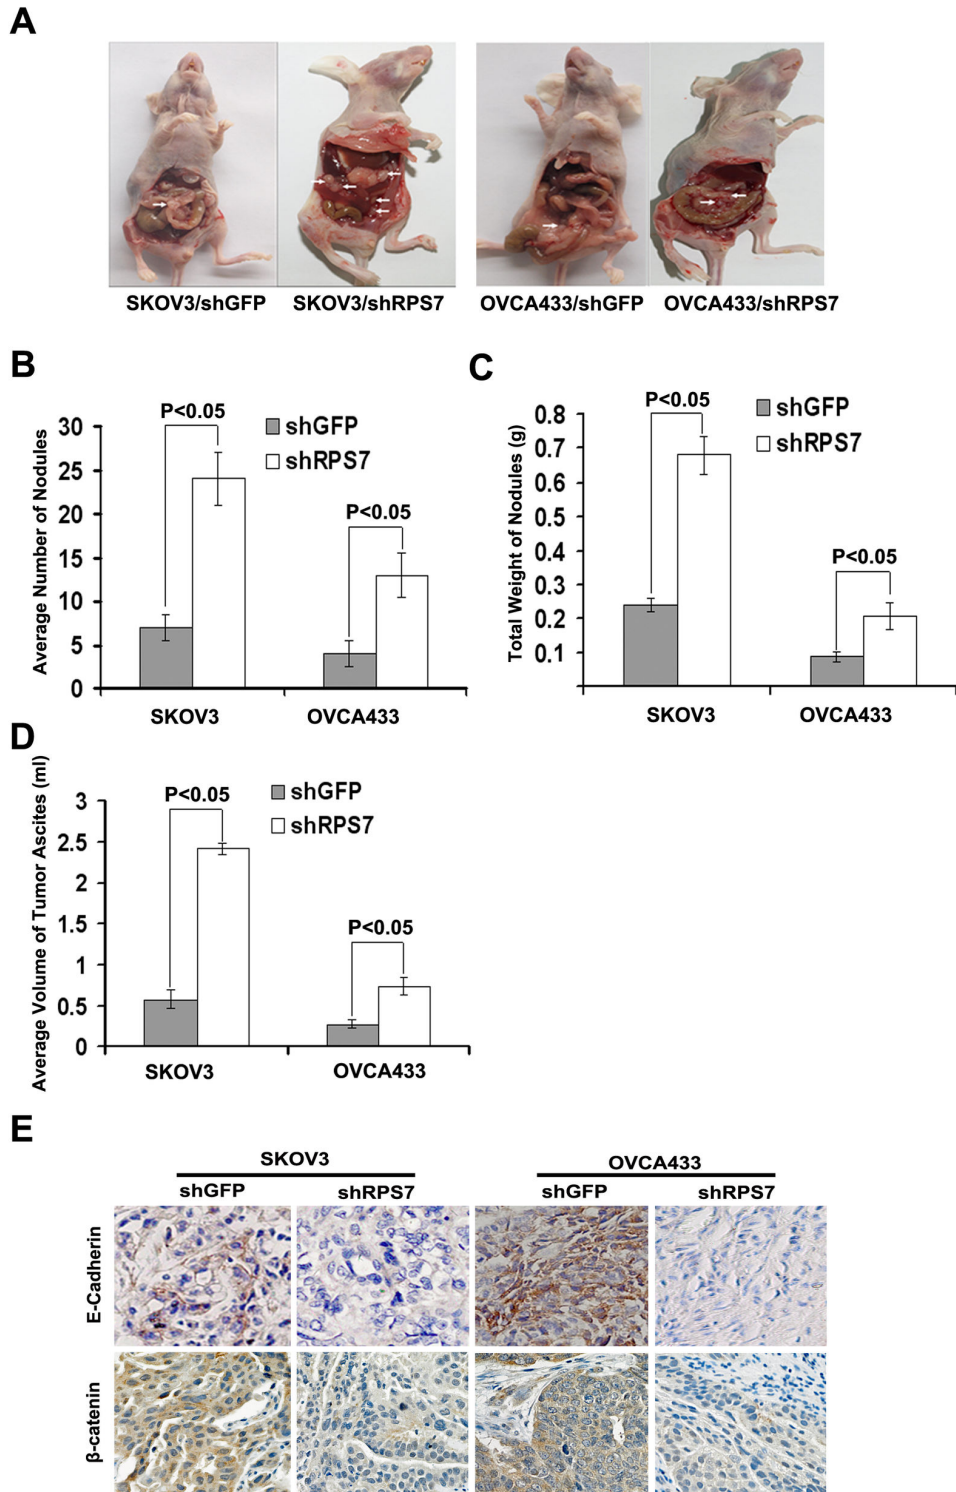 A
SKOV3/shGFP SKOV3/shRPS7 OVCA433/shGFP OVCA433/shRPS7
B
Average Number of Nodules
30
25
20
15
10
5
0
P<0.05
P<0.05
shGFP
shRPS7
SKOV3 OVCA433
C
Total Weight of Nodules (g)
0.8
0.7
0.6
0.5
0.4
0.3
0.2
0.1
P<0.05
P<0.05
shGFP
shRPS7
SKOV3 OVCA433
D
Average Volume of Tumor Ascites (ml)
3
2.5
2
1.5
1
0.5
0
P<0.05
P<0.05
shGFP
shRPS7
SKOV3 OVCA433
E
SKOV3 OVCA433
shGFP shRPS7 shGFP shRPS7
E-Cadherin
β-catenin